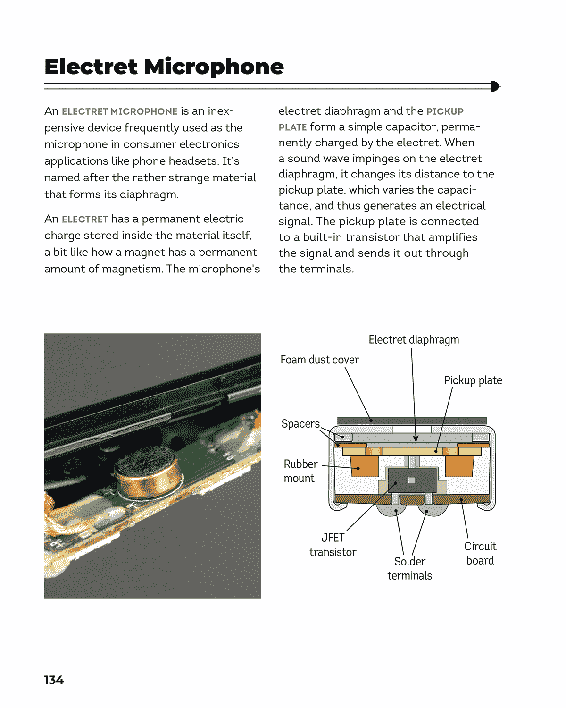 Electret Microphone
An ELECTRET MICROPHONE is an inex-
pensive device frequently used as the
microphone in consumer electronics
applications like phone headsets. It's
named after the rather strange material
that forms its diaphragm.
An ELECTRET has a permanent electric
charge stored inside the material itself,
a bit like how a magnet has a permanent
amount of magnetism. The microphone's
electret diaphragm and the PICKUP
PLATE form a simple capacitor, perma-
nently charged by the electret. When
a sound wave impinges on the electret
diaphragm, it changes its distance to the
pickup plate, which varies the capaci-
tance, and thus generates an electrical
signal. The pickup plate is connected
to a built-in transistor that amplifies
the signal and sends it out through
the terminals.
Electret diaphragm
Foam dust cover
Pickup plate
Spacers
Rubber
mount
JFET
transistor
Solder
terminals
Circuit
board
134